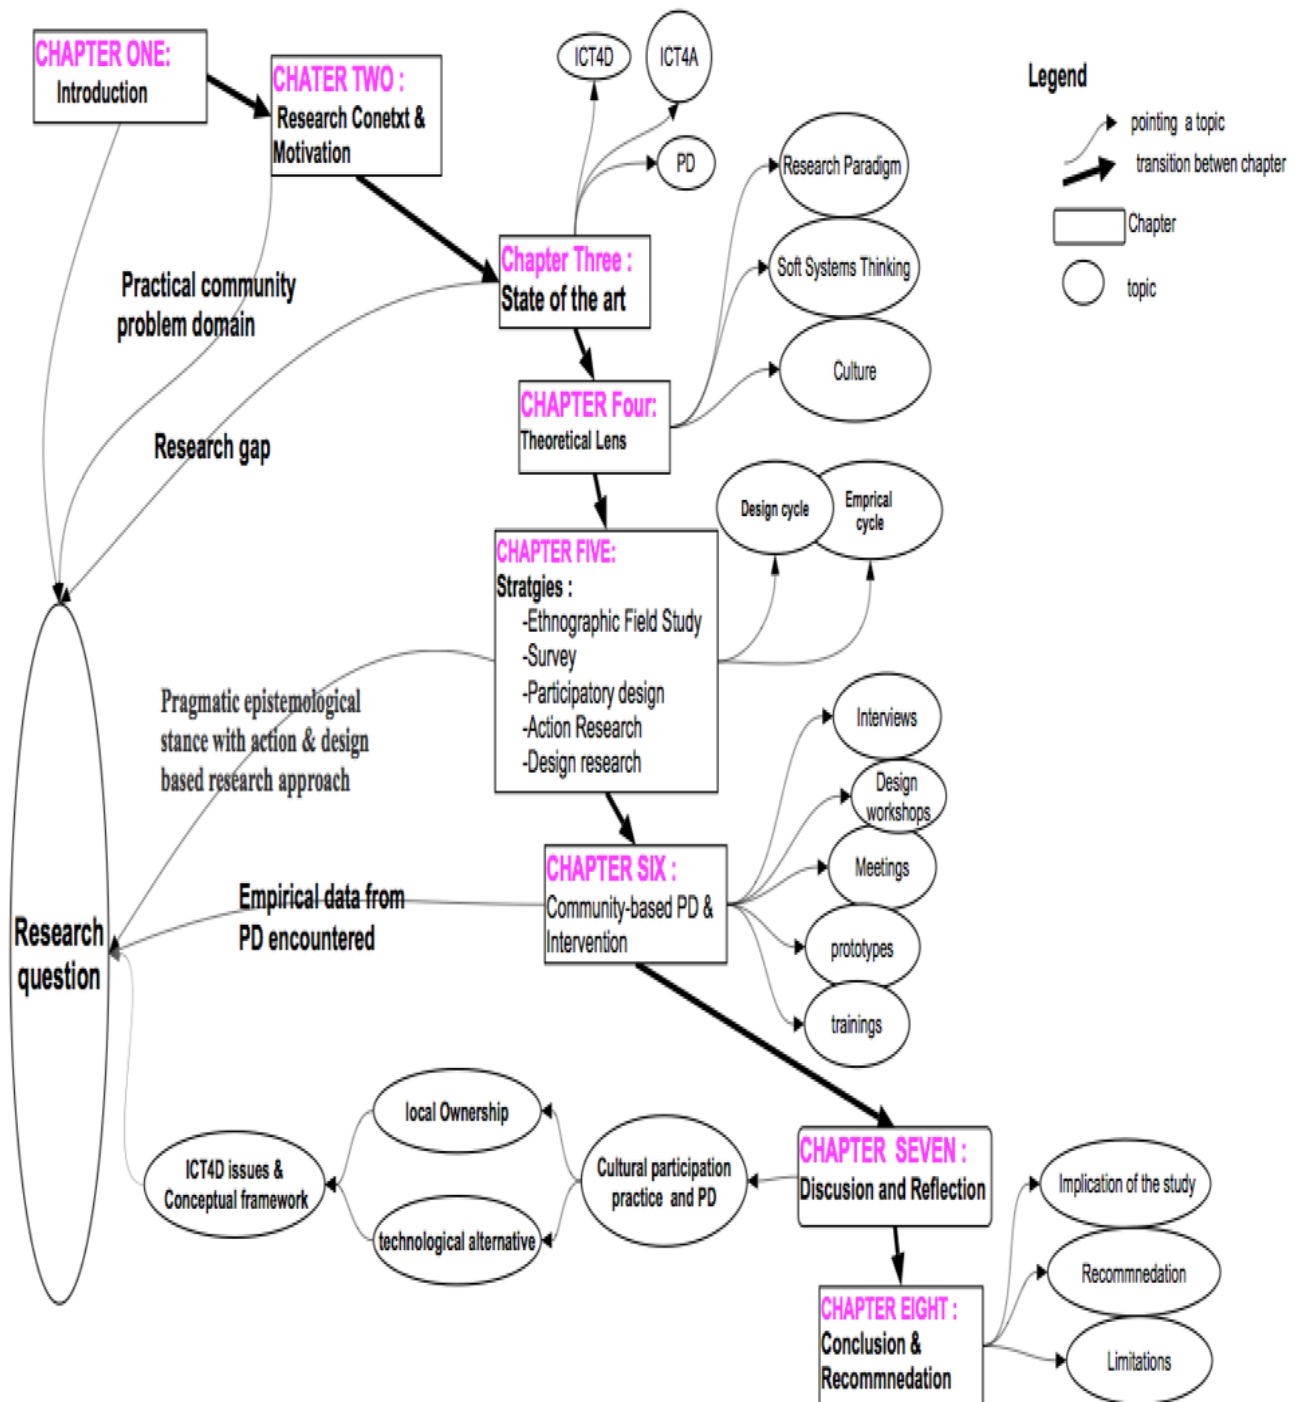 CHAPTER ONE:
Introduction
CHATER TWO :
Research Conetxt &
Motivation
ICT4D
ICT4A
PD
Legend
pointing a topic
transition betwen chapter
Chapter
topic
Chapter Three :
State of the art
Research Paradigm
Soft Systems Thinking
Culture
Practical community
problem domain
Research gap
CHAPTER Four:
Theoretical Lens
Design cycle
Emprical
cycle
CHAPTER FIVE:
Stratgies :
-Ethnographic Field Study
-Survey
-Participatory design
-Action Research
-Design research
Pragmatic epistemological
stance with action & design
based research approach
Interviews
Design
workshops
Meetings
prototypes
trainings
CHAPTER SIX :
Community-based PD &
Intervention
Empirical data from
PD encountered
Research
question
local Ownership
Cultural participation
practice and PD
ICT4D issues &
Conceptual framework
technological alternative
CHAPTER SEVEN :
Discusion and Reflection
Implication of the study
Recommnedation
Limitations
CHAPTER EIGHT :
Conclusion &
Recommnedation